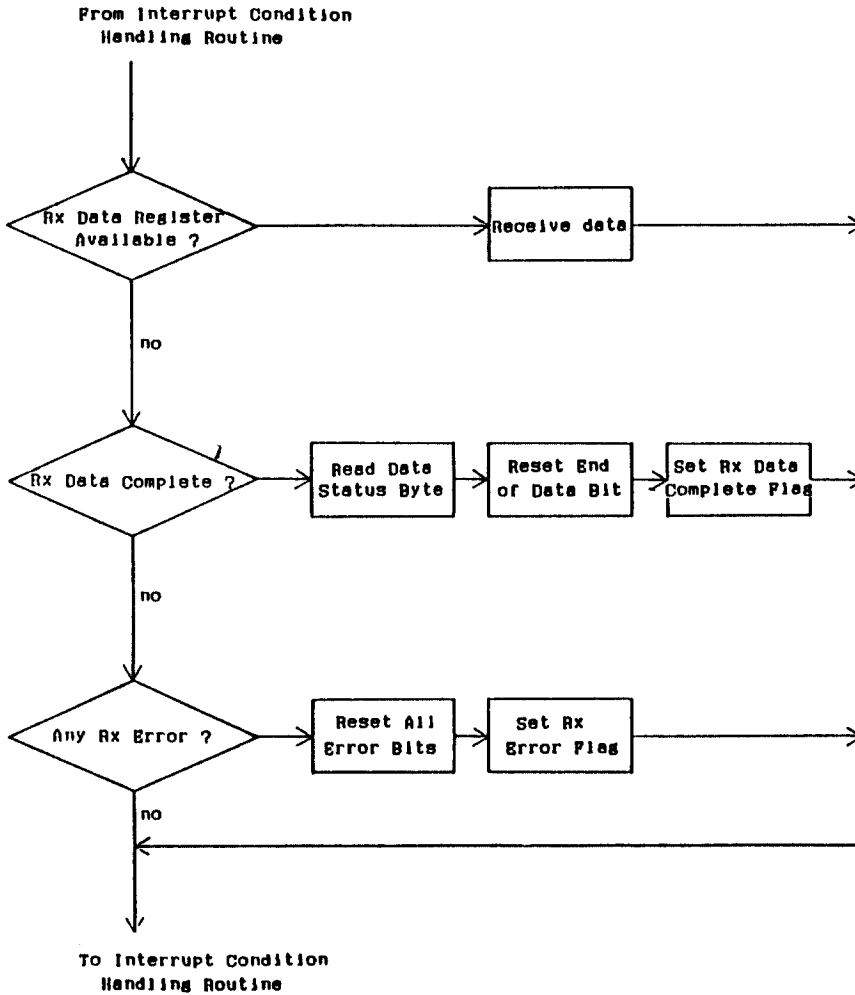 From Interrupt Condition
Handling Routine
Rx Data Register
Available ?
Receive data
no
Rx Data Complete ?
Read Data
Status Byte
Reset End
of Data Bit
Set Rx Data
Complete Flag
no
Any Rx Error ?
Reset All
Error Bits
Set Rx
Error Flag
no
To Interrupt Condition
Handling Routine